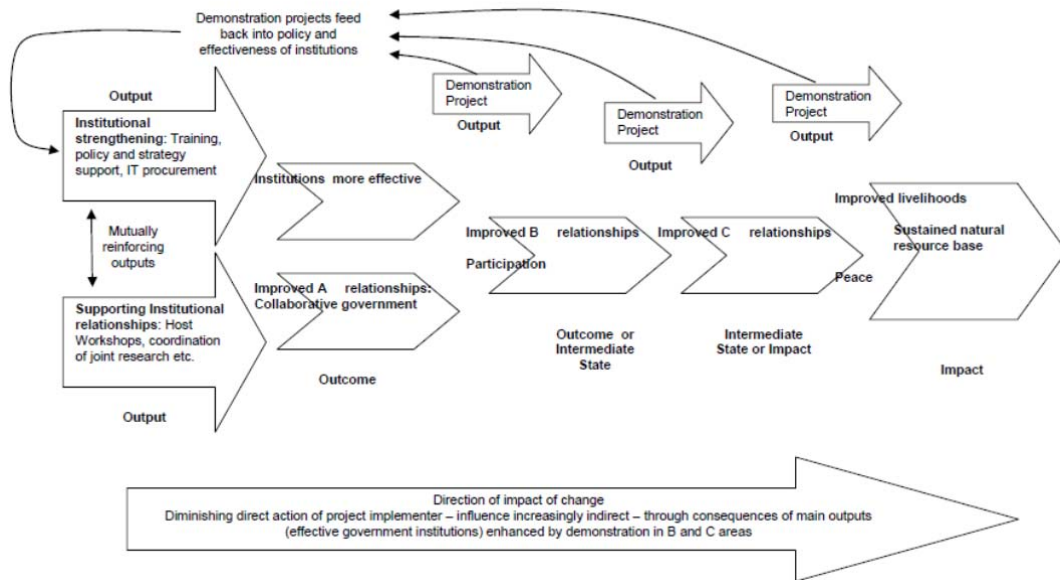 Demonstration projects feed
back into policy and
effectiveness of institutions
Output
Institutional
strengthening: Training,
policy and strategy
support, IT procurement
Mutually
reinforcing
outputs
Supporting Institutional
relationships: Host
Workshops, coordination
of joint research etc.
Output
Institutions more effective
Improved A relationships:
Collaborative government
Outcome
Demonstration
Project
Output
Demonstration
Project
Output
Demonstration
Project
Output
Improved B relationships
Participation
Outcome or
Intermediate
State
Improved C relationships
Intermediate
State or Impact
Improved livelihoods
Sustained natural
resource base
Peace
Impact
Direction of impact of change
Diminishing direct action of project implementer – influence increasingly indirect – through consequences of main outputs
(effective government institutions) enhanced by demonstration in B and C areas